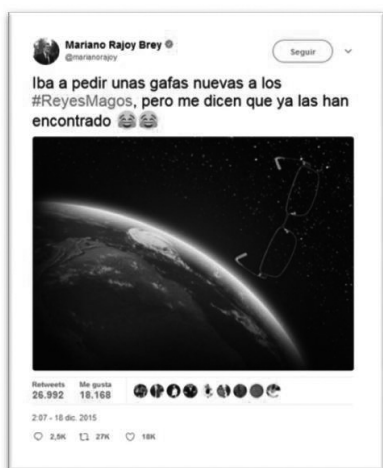 Mariano Rajoy Brey
@marianorajoy
Seguir
Iba a pedir unas gafas nuevas a los
#ReyesMagos, pero me dicen que ya las han
encontrado 😂😂
Retweets Me gusta
26.992 18.168
2:07 - 18 dic. 2015
2,5K 27K 18K